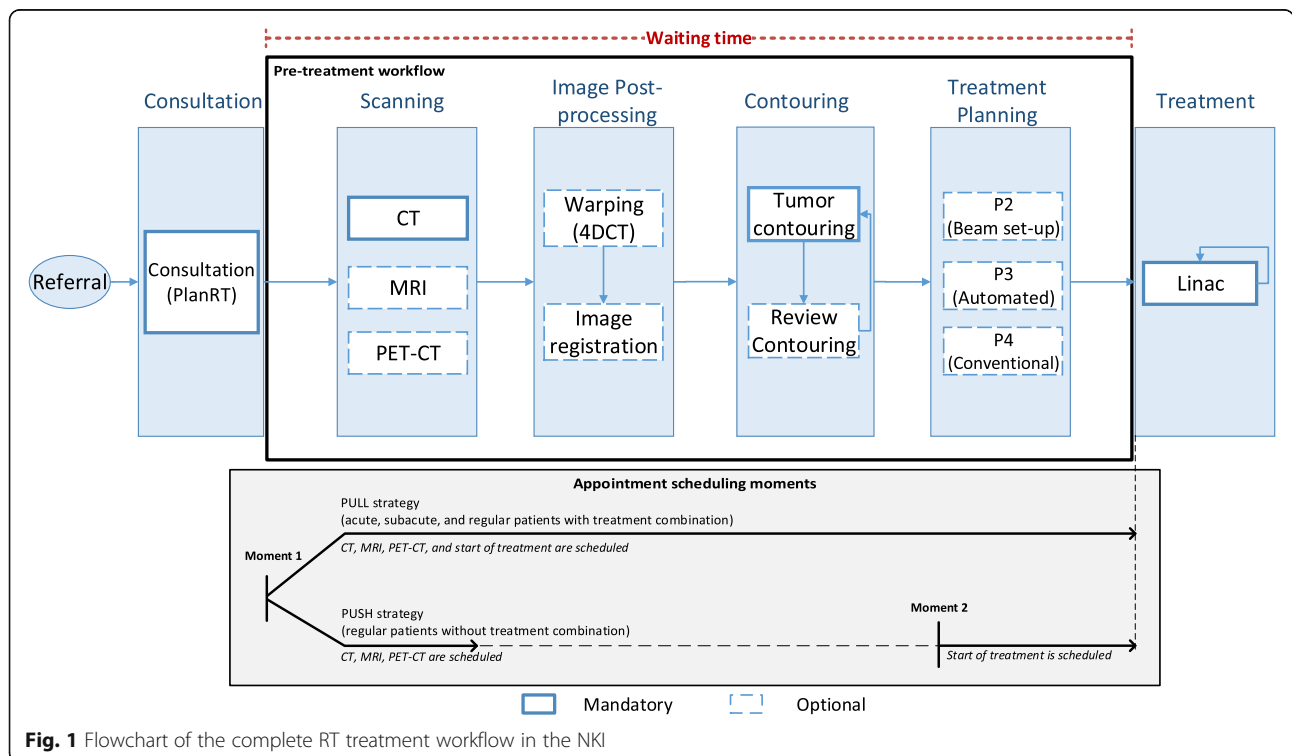 Waiting time
Pre-treatment workflow
Consultation
Scanning
Image Post-
processing
Contouring
Treatment
Planning
Treatment
Referral
Consultation
(PlanRT)
CT
MRI
PET-CT
Warping
(4DCT)
Image
registration
Tumor
contouring
Review
Contouring
P2
(Beam set-up)
P3
(Automated)
P4
(Conventional)
Linac
Appointment scheduling moments
Moment 1
PULL strategy
(acute, subacute, and regular patients with treatment combination)
CT, MRI, PET-CT, and start of treatment are scheduled
PUSH strategy
(regular patients without treatment combination)
CT, MRI, PET-CT are scheduled
Moment 2
Start of treatment is scheduled
Mandatory
Optional
Fig. 1 Flowchart of the complete RT treatment workflow in the NKI